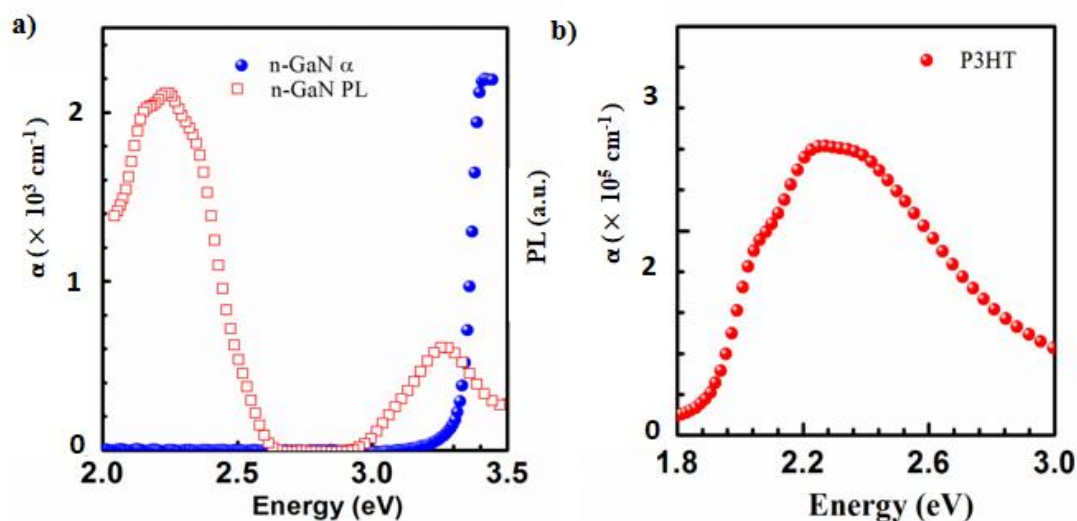 a)
n-GaN α
n-GaN PL
α ( × 10³ cm⁻¹)
2
1
0
2.0 2.5 3.0 3.5
Energy (eV)
PL (a.u.)
b)
P3HT
α ( × 10⁵ cm⁻¹)
3
2
0
1.8 2.2 2.6 3.0
Energy (eV)